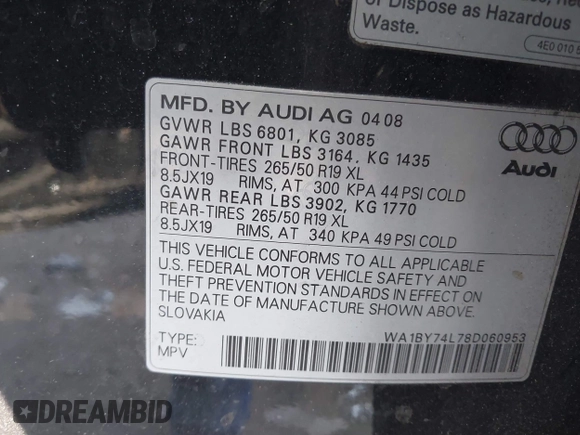 or Dispose as Hazardous
Waste.
4E0 010
MFD. BY AUDI AG 04 08
GVWR LBS 6801, KG 3085
GAWR FRONT LBS 3164, KG 1435
FRONT-TIRES 265/50 R19 XL
8.5JX19 RIMS, AT 300 KPA 44 PSI COLD
GAWR REAR LBS 3902, KG 1770
REAR-TIRES 265/50 R19 XL
8.5JX19 RIMS, AT 340 KPA 49 PSI COLD
Audi
THIS VEHICLE CONFORMS TO ALL APPLICABLE
U.S. FEDERAL MOTOR VEHICLE SAFETY AND
THEFT PREVENTION STANDARDS IN EFFECT ON
THE DATE OF MANUFACTURE SHOWN ABOVE.
SLOVAKIA
TYPE:
MPV
WA1BY74L78D060953
DREAMBID